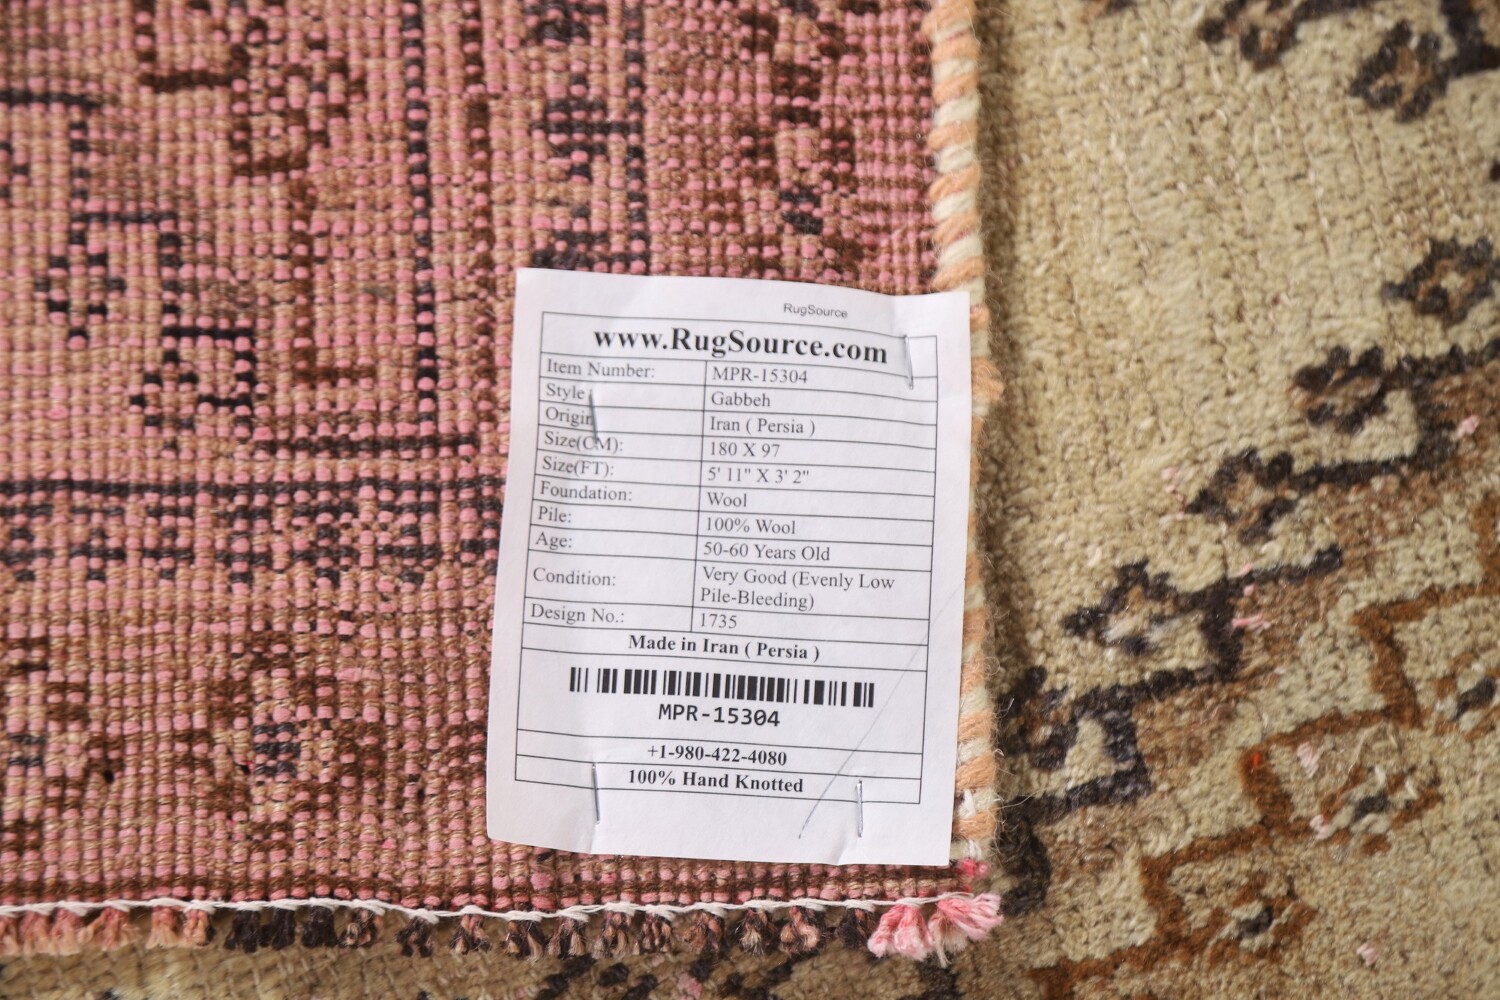 RugSource
www.RugSource.com
Item Number: MPR-15304
Style Gabbeh
Origin Iran ( Persia )
Size(CM): 180 X 97
Size(FT): 5' 11" X 3' 2"
Foundation: Wool
Pile: 100% Wool
Age: 50-60 Years Old
Condition: Very Good (Evenly Low
Pile-Bleeding)
Design No.: 1735
Made in Iran ( Persia )
MPR-15304
+1-980-422-4080
100% Hand Knotted